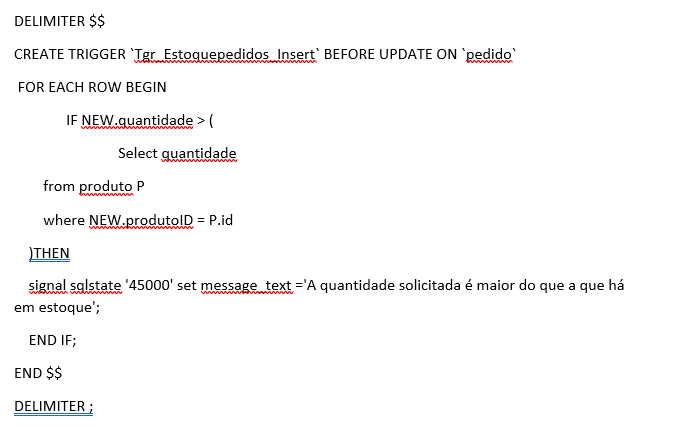 DELIMITER $$
CREATE TRIGGER `Tgr_Estoquepedidos_Insert` BEFORE UPDATE ON `pedido`
FOR EACH ROW BEGIN
IF NEW.quantidade > (
Select quantidade
from produto P
where NEW.produtoID = P.id
)THEN
signal sqlstate '45000' set message_text ='A quantidade solicitada é maior do que a que há
em estoque';
END IF;
END $$
DELIMITER ;